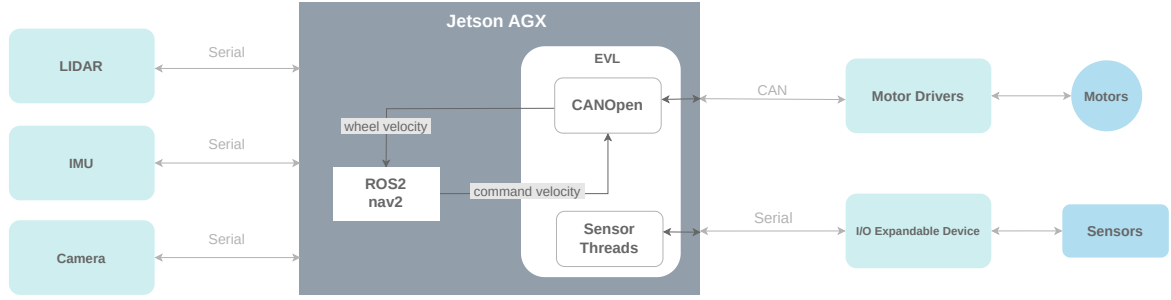 Jetson AGX
LIDAR
Serial
IMU
Serial
Camera
Serial
EVL
CANOpen
wheel velocity
ROS2
nav2
command velocity
Sensor
Threads
CAN
Motor Drivers
Motors
Serial
I/O Expandable Device
Sensors